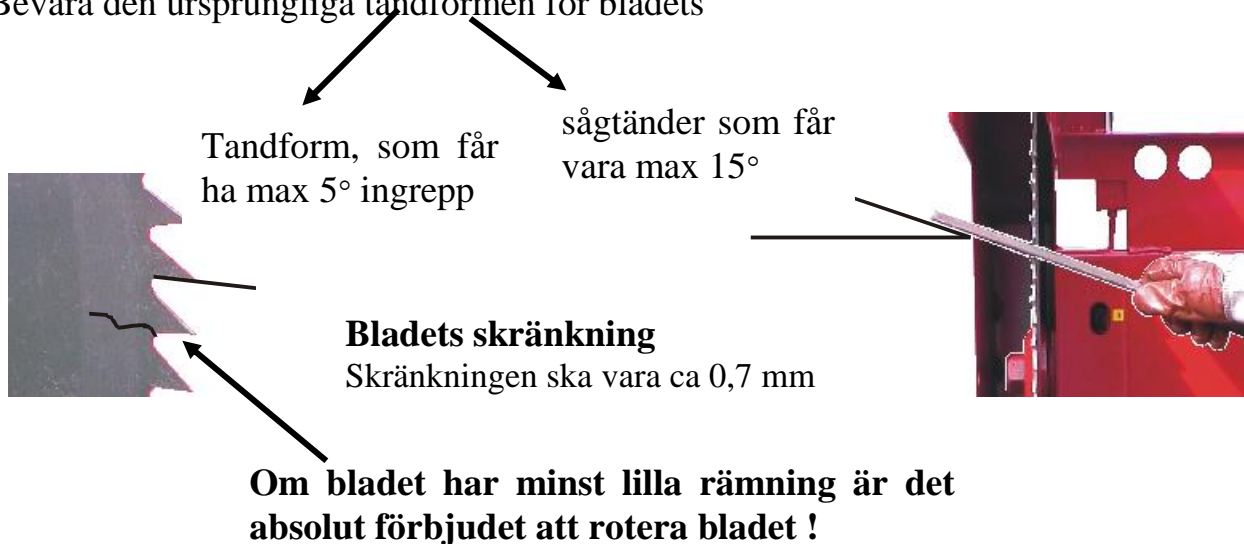 Bevara den ursprungliga tandformen för bladets
Tandform, som får
ha max 5° ingrepp
sågtänder som får
vara max 15°
Bladets skränkning
Skränkningen ska vara ca 0,7 mm
Om bladet har minst lilla rämning är det
absolut förbjudet att rotera bladet !